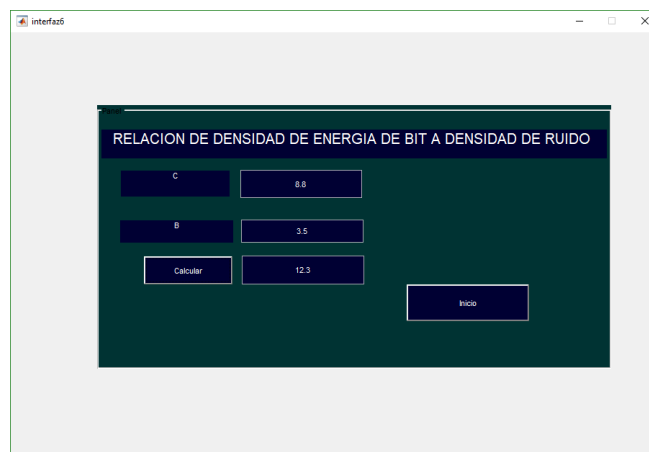 interfaz6
Panel
RELACION DE DENSIDAD DE ENERGIA DE BIT A DENSIDAD DE RUIDO
C
8.8
B
3.5
Calcular
12.3
Inicio